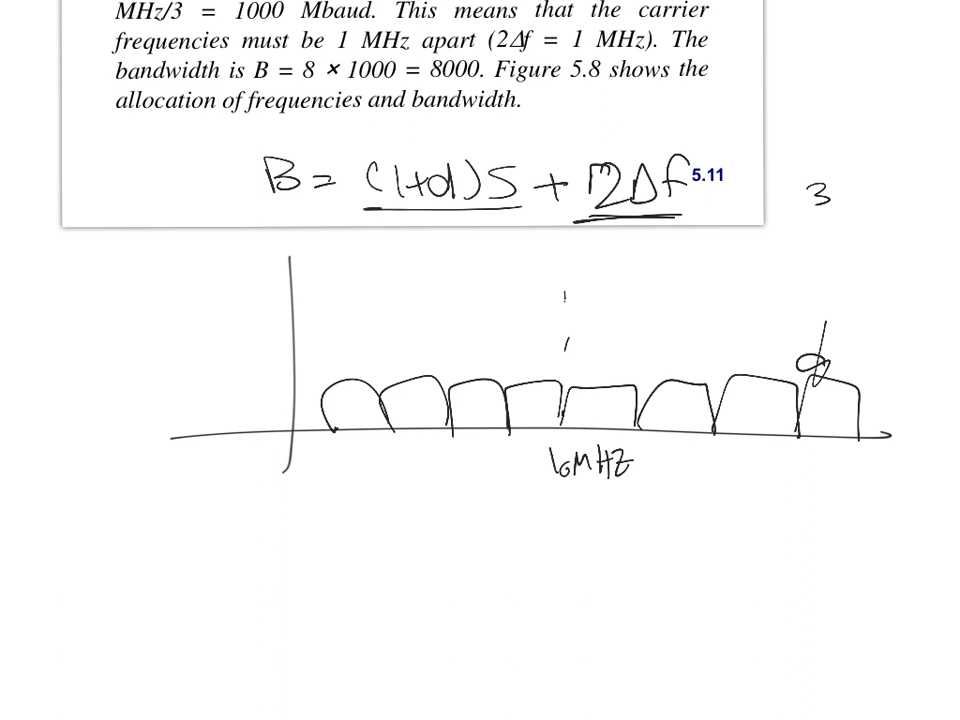 MHz/3 = 1000 Mbaud. This means that the carrier
frequencies must be 1 MHz apart (2Δf = 1 MHz). The
bandwidth is B = 8 × 1000 = 8000. Figure 5.8 shows the
allocation of frequencies and bandwidth.
B = (1+d)S + 2Δf
5.11
3
10MHZ